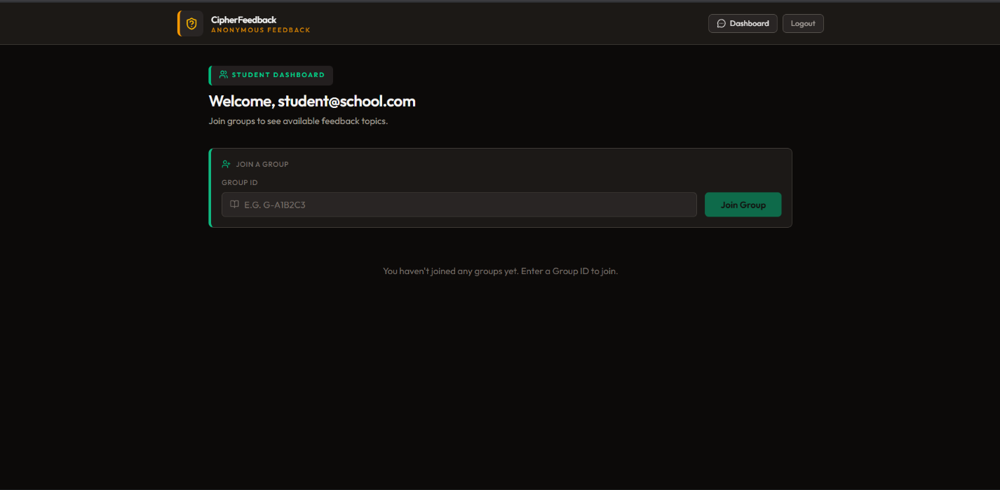 CipherFeedback
ANONYMOUS FEEDBACK
Dashboard
Logout
STUDENT DASHBOARD
Welcome, student@school.com
Join groups to see available feedback topics.
JOIN A GROUP
GROUP ID
E.G. G-A1B2C3
Join Group
You haven't joined any groups yet. Enter a Group ID to join.